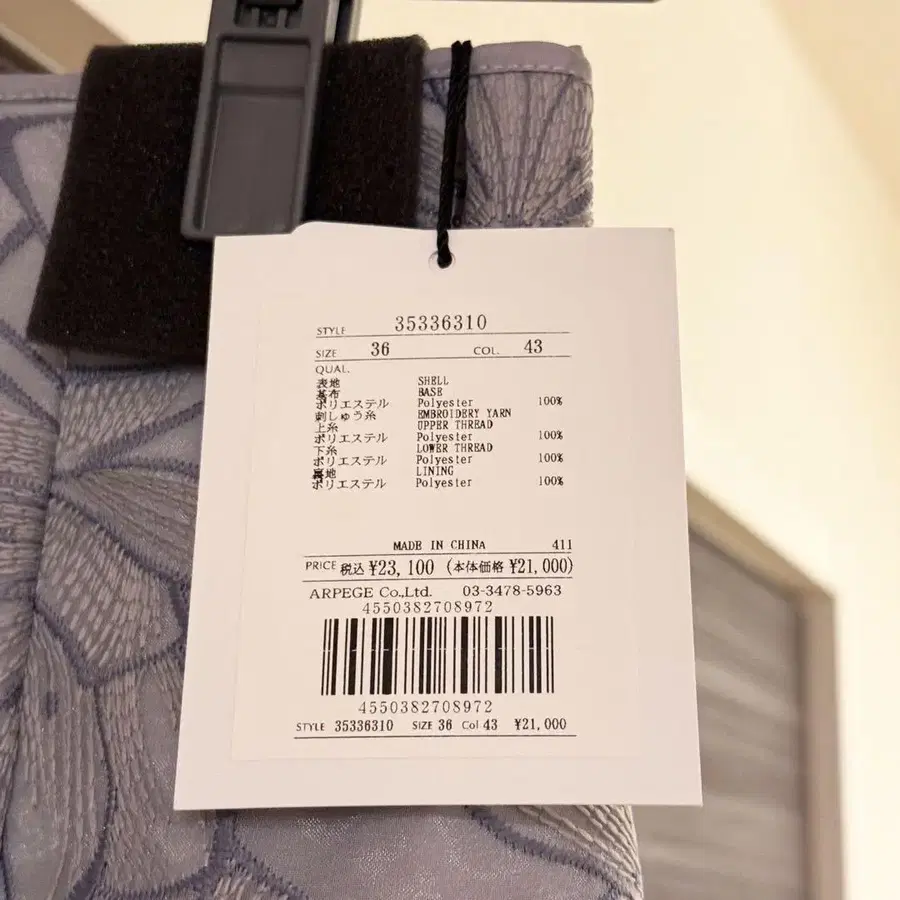 STYLE 35336310
SIZE 36 COL. 43
QUAL.
表地 SHELL
基布 BASE
ポリエステル Polyester 100%
刺しゅう糸 EMBROIDERY YARN
上糸 UPPER THREAD
ポリエステル Polyester 100%
下糸 LOWER THREAD
ポリエステル Polyester 100%
裏地 LINING
ポリエステル Polyester 100%
MADE IN CHINA 411
PRICE 税込 ¥23,100 (本体価格 ¥21,000)
ARPEGE Co.,Ltd. 03-3478-5963
4550382708972
4550382708972
STYLE 35336310 SIZE 36 Col 43 ¥21,000